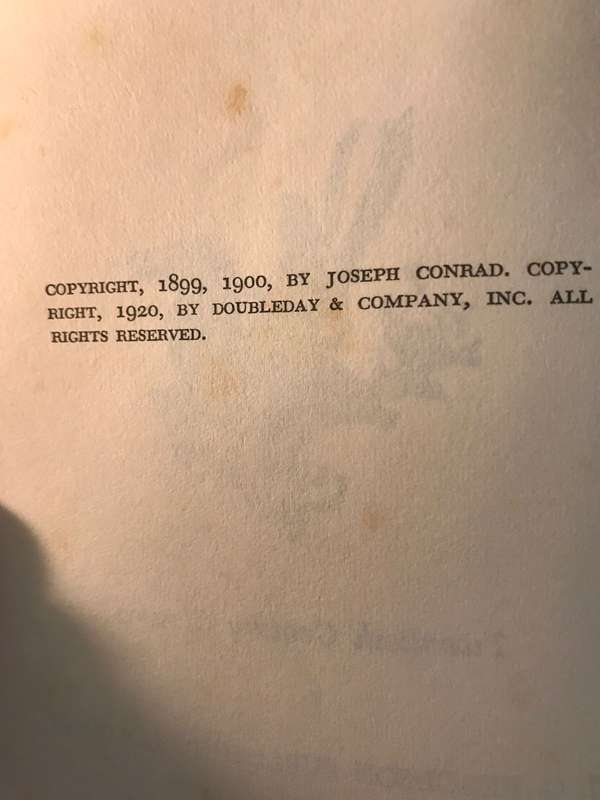 COPYRIGHT, 1899, 1900, BY JOSEPH CONRAD. COPY-
RIGHT, 1920, BY DOUBLEDAY & COMPANY, INC. ALL
RIGHTS RESERVED.